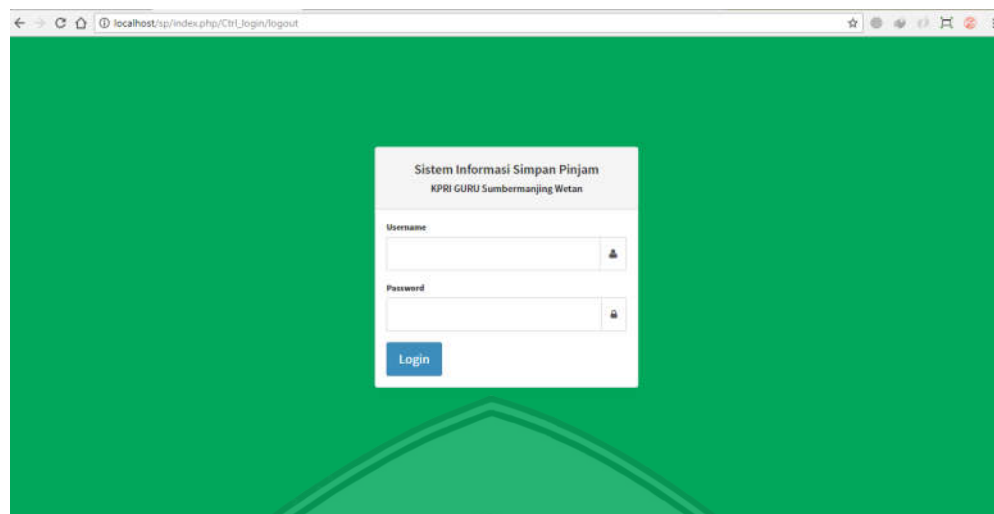 localhost/sp/index.php/Ctrl_login/logout
Sistem Informasi Simpan Pinjam
KPRI GURU Sumbermanjing Wetan
Username
Password
Login